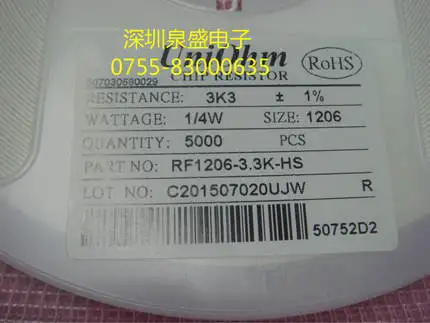 深圳泉盛电子
UniOhm
0755-83000635
RoHS
CHIP RESISTOR
RESISTANCE: 3K3 ± 1%
WATTAGE: 1/4W SIZE: 1206
QUANTITY: 5000 PCS
PART NO: RF1206-3.3K-HS
LOT NO: C201507020UJW R
50752D2